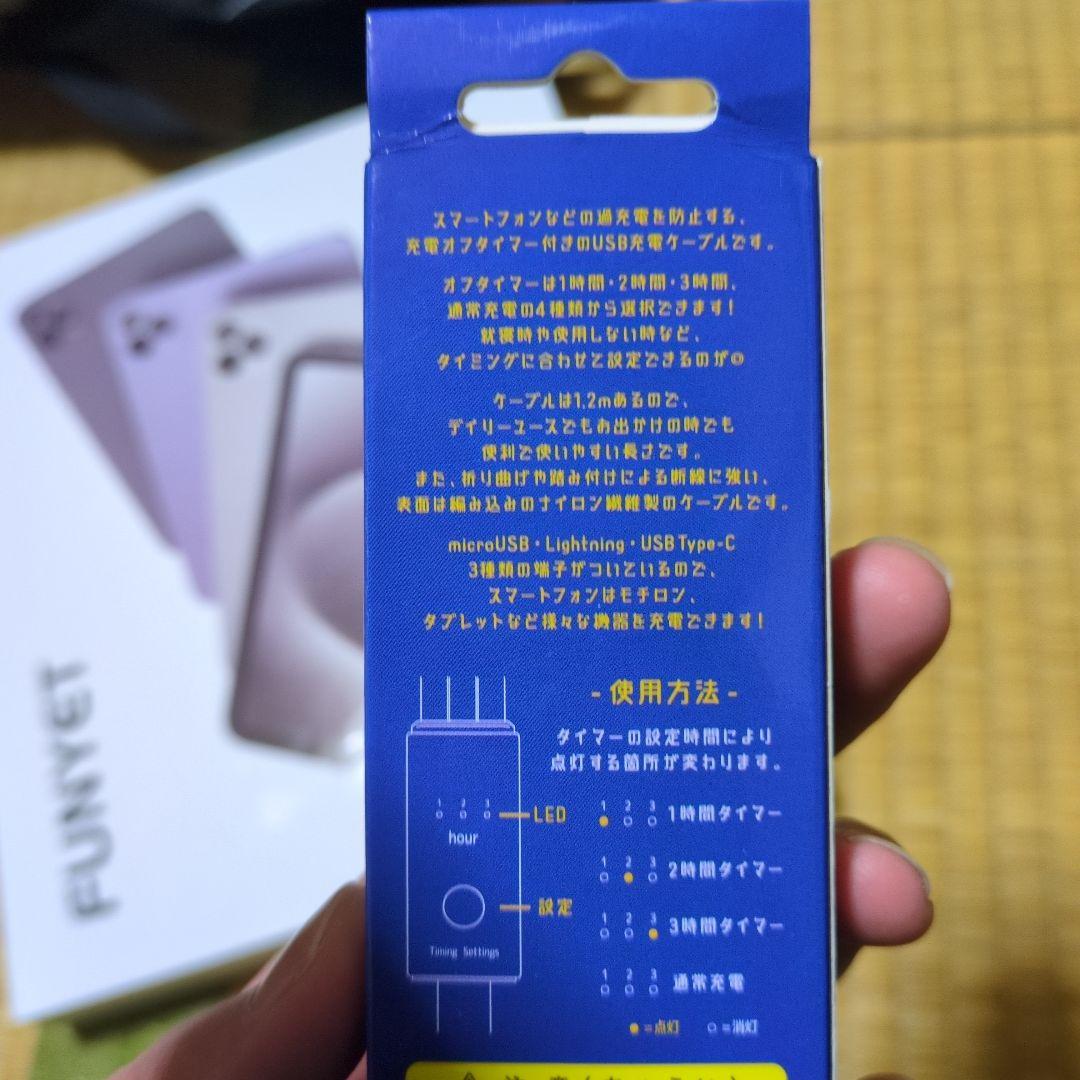 スマートフォンなどの過充電を防止する、
充電オフタイマー付きのUSB充電ケーブルです。
オフタイマーは1時間・2時間・3時間、
通常充電の4種類から選択できます!
就寝時や使用しない時など、
タイミングに合わせて設定できるのが◎
ケーブルは1.2mあるので、
デイリーユースでもお出かけの時でも
便利で使いやすい長さです。
また、折り曲げや踏み付けによる断線に強い、
表面は編み込みのナイロン繊維製のケーブルです。
microUSB・Lightning・USB Type-C
3種類の端子がついているので、
スマートフォンはモチロン、
タブレットなど様々な機器を充電できます!
- 使用方法 -
タイマーの設定時間により
点灯する箇所が変わります。
1 2 3
LED
hour
設定
Timing Settings
1 2 3
1時間タイマー
1 2 3
2時間タイマー
1 2 3
3時間タイマー
1 2 3
通常充電
●=点灯 ○=消灯
FUNYET